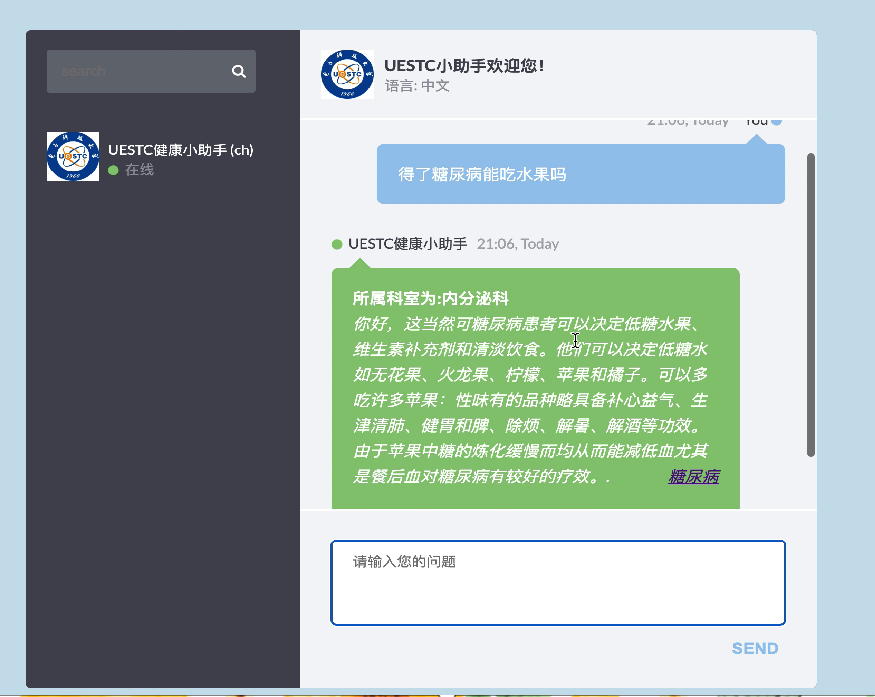 search
UESTC小助手欢迎您!
语言: 中文
UESTC健康小助手(ch)
在线
21:06, Today You
得了糖尿病能吃水果吗
UESTC健康小助手 21:06, Today
所属科室为:内分泌科
你好，这当然可糖尿病患者可以决定低糖水果、
维生素补充剂和清淡饮食。他们可以决定低糖水
如无花果、火龙果、柠檬、苹果和橘子。可以多
吃许多苹果：性味有的品种略具备补心益气、生
津清肺、健胃和脾、除烦、解暑、解酒等功效。
由于苹果中糖的炼化缓慢而均从而能减低血尤其
是餐后血对糖尿病有较好的疗效。. 糖尿病
请输入您的问题
SEND